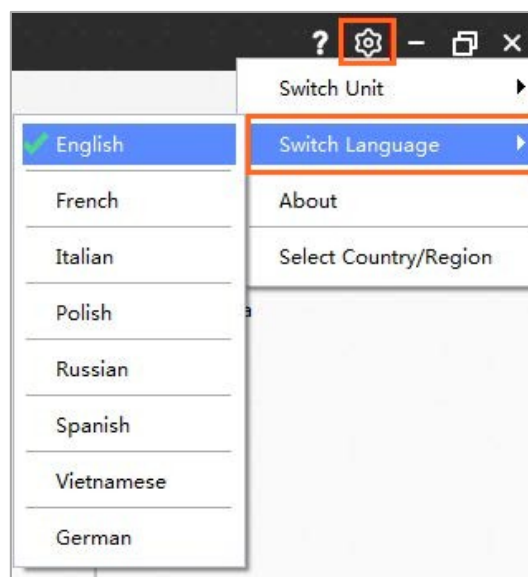 ?
Switch Unit
Switch Language
About
Select Country/Region
English
French
Italian
Polish
Russian
Spanish
Vietnamese
German
a